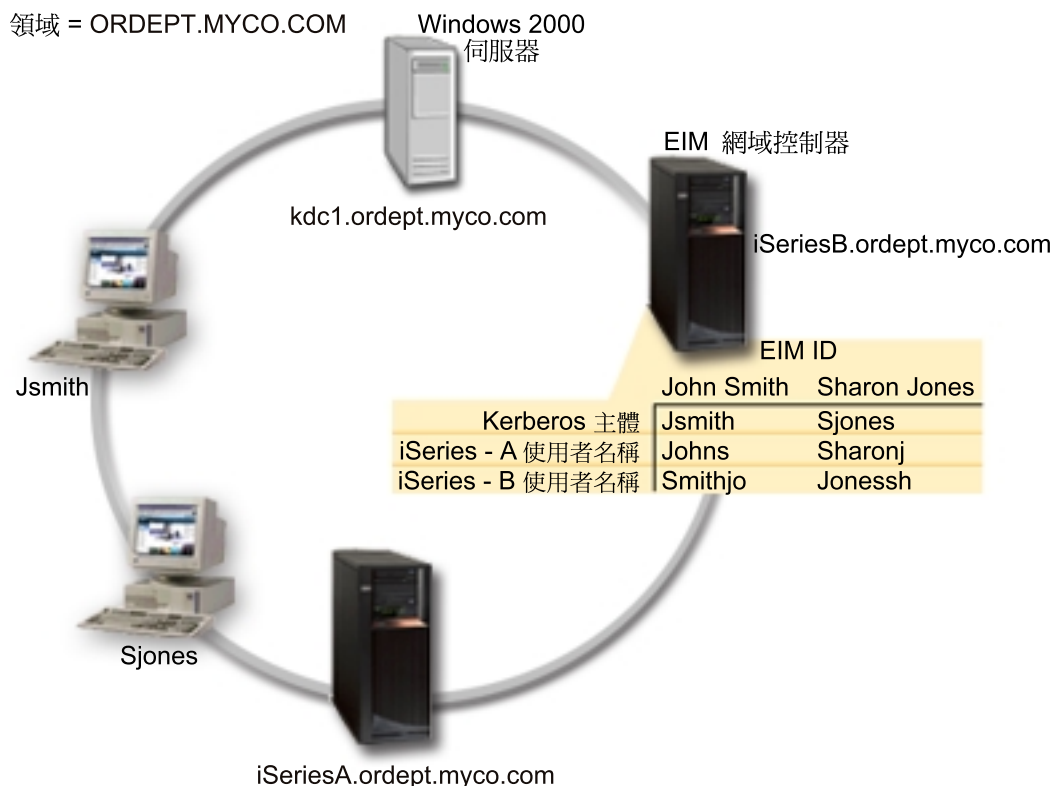 領域 = ORDEPT.MYCO.COM
Windows 2000
伺服器
EIM 網域控制器
kdc1.ordept.myco.com
iSeriesB.ordept.myco.com
EIM ID
Jsmith
John Smith Sharon Jones
Kerberos 主體 Jsmith Sjones
iSeries - A 使用者名稱 Johns Sharonj
iSeries - B 使用者名稱 Smithjo Jonessh
Sjones
iSeriesA.ordept.myco.com